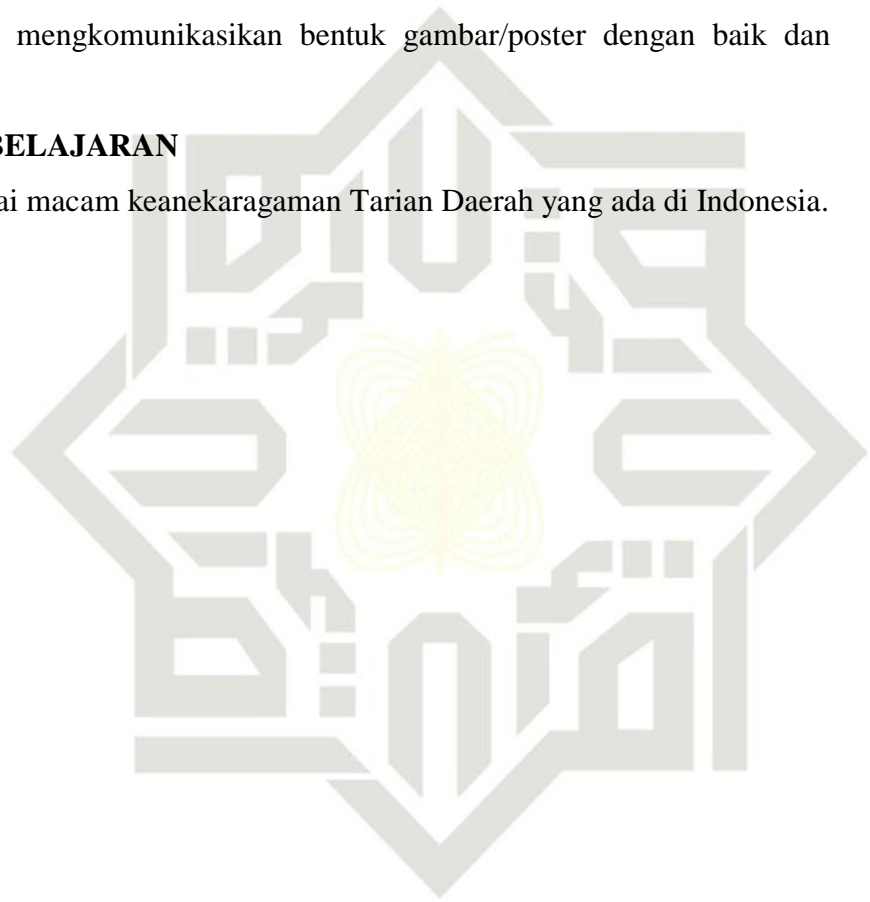 mengkomunikasikan bentuk gambar/poster dengan baik dan
BELAJARAN
ai macam keanekaragaman Tarian Daerah yang ada di Indonesia.